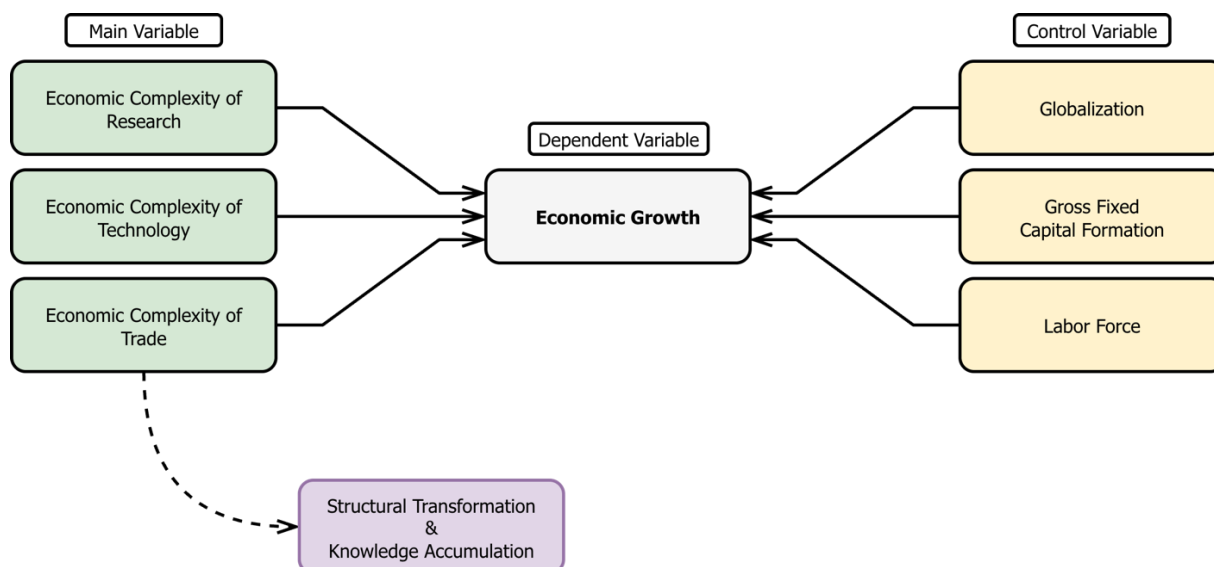 Main Variable
Economic Complexity of
Research
Economic Complexity of
Technology
Economic Complexity of
Trade
Dependent Variable
Economic Growth
Control Variable
Globalization
Gross Fixed
Capital Formation
Labor Force
Structural Transformation
&
Knowledge Accumulation